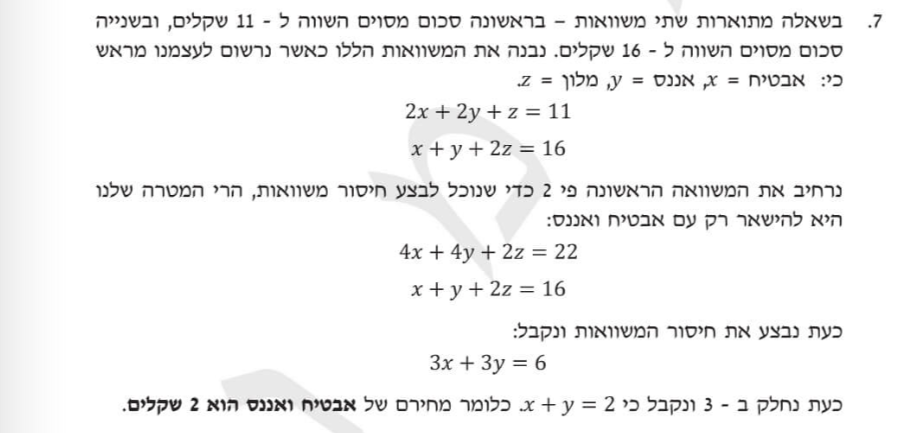 7. בשאלה מתוארות שתי משוואות – בראשונה סכום מסוים השווה ל - 11 שקלים, ובשנייה
סכום מסוים השווה ל - 16 שקלים. נבנה את המשוואות הללו כאשר נרשום לעצמנו מראש
כי: אבטיח = x, אננס = y, מלון = z.
2x + 2y + z = 11
x + y + 2z = 16
נרחיב את המשוואה הראשונה פי 2 כדי שנוכל לבצע חיסור משוואות, הרי המטרה שלנו
היא להישאר רק עם אבטיח ואננס:
4x + 4y + 2z = 22
x + y + 2z = 16
כעת נבצע את חיסור המשוואות ונקבל:
3x + 3y = 6
כעת נחלק ב - 3 ונקבל כי x + y = 2. כלומר מחירם של אבטיח ואננס הוא 2 שקלים.